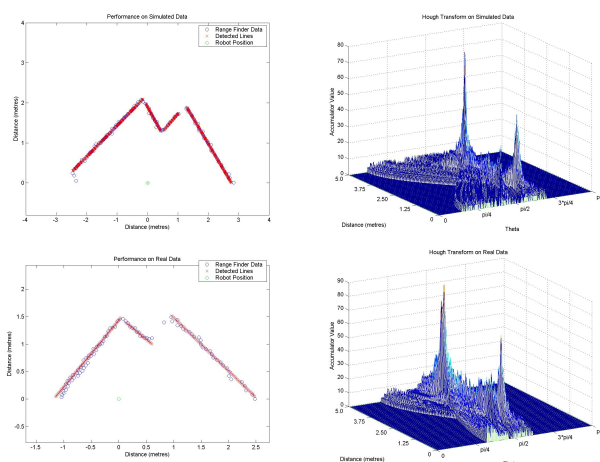 Performance on Simulated Data
Range Finder Data
Detected Lines
Robot Position
4
3
2
1
0
-4 -3 -2 -1 0 1 2 3 4
Distance (metres)
Distance (metres)
Hough Transform on Simulated Data
80
70
60
50
40
30
20
10
0
Accumulator Value
5.0
3.75
2.50
1.25
0
Distance (metres)
0
pi/4
pi/2
3*pi/4
Theta
Performance on Real Data
Range Finder Data
Detected Lines
Robot Position
2
1.5
1
0.5
0
-0.5
-1.5 -1 -0.5 0 0.5 1 1.5 2 2.5
Distance (metres)
Distance (metres)
Hough Transform on Real Data
90
80
70
60
50
40
30
20
10
0
Accumulator Value
5.0
3.75
2.50
1.25
0
Distance (metres)
0
pi/4
pi/2
3*pi/4